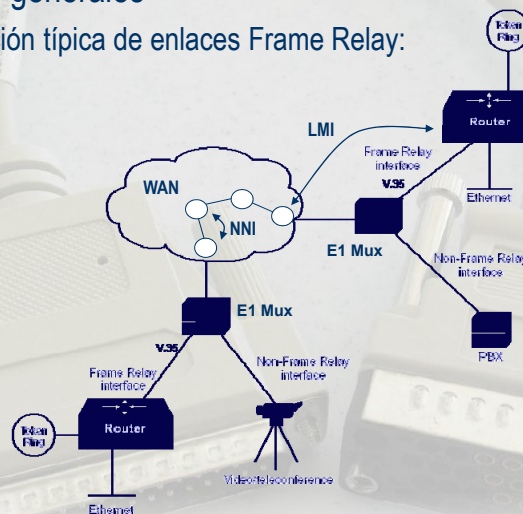 generales
ión típica de enlaces Frame Relay:
Token
Ring
Router
LMI
Frame Relay
interface
V.35
Ethernet
WAN
NNI
E1 Mux
Non-Frame Relay
interface
PBX
E1 Mux
V.35
Non-Frame Relay
interface
Frame Relay
interface
Token
Ring
Router
Video/teleconference
Ethernet